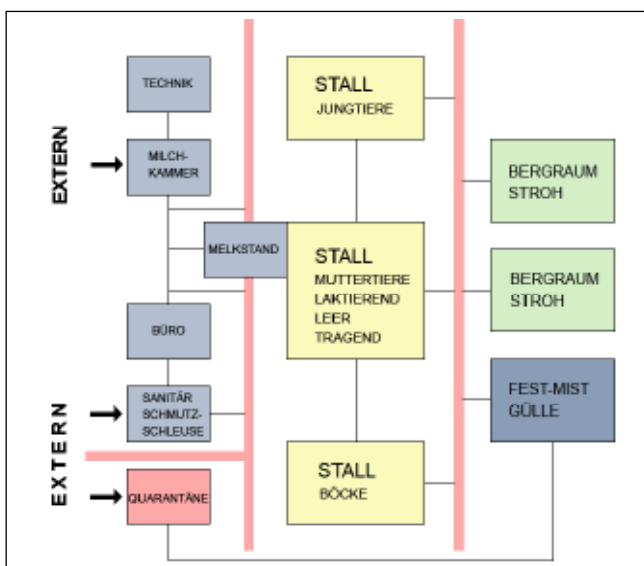 TECHNIK
EXTERN
MILCH-
KAMMER
MELKSTAND
BÜRO
EXTERN
SANITÄR
SCHMUTZ-
SCHLEUSE
QUARANTÄNE
STALL
JUNGTIERE
STALL
MUTTERTIERE
LAKTIEREND
LEER
TRAGEND
STALL
BÖCKE
BERGRAUM
STROH
BERGRAUM
STROH
FEST-MIST
GÜLLE